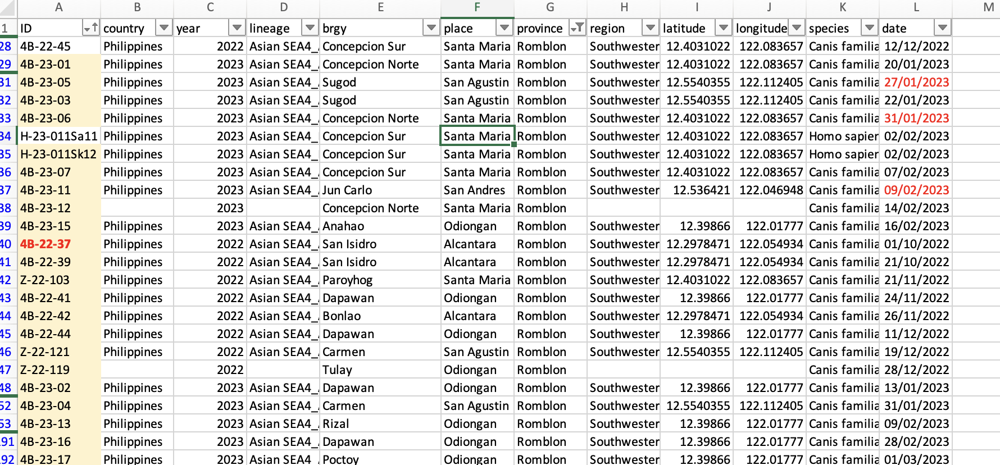 A B C D E F G H I J K L M
1 ID country year lineage brgy place province region latitude longitude species date
28 4B-22-45 Philippines 2022 Asian SEA4_ Concepcion Sur Santa Maria Romblon Southwester 12.4031022 122.083657 Canis familia 12/12/2022
29 4B-23-01 Philippines 2023 Asian SEA4_ Concepcion Norte Santa Maria Romblon Southwester 12.4031022 122.083657 Canis familia 20/01/2023
31 4B-23-05 Philippines 2023 Asian SEA4_ Sugod San Agustin Romblon Southwester 12.5540355 122.112405 Canis familia 27/01/2023
32 4B-23-03 Philippines 2023 Asian SEA4_ Sugod San Agustin Romblon Southwester 12.5540355 122.112405 Canis familia 22/01/2023
33 4B-23-06 Philippines 2023 Asian SEA4_ Concepcion Norte Santa Maria Romblon Southwester 12.4031022 122.083657 Canis familia 31/01/2023
34 H-23-011Sa11 Philippines 2023 Asian SEA4_ Concepcion Sur Santa Maria Romblon Southwester 12.4031022 122.083657 Homo sapier 02/02/2023
35 H-23-011Sk12 Philippines 2023 Asian SEA4_ Concepcion Sur Santa Maria Romblon Southwester 12.4031022 122.083657 Homo sapier 02/02/2023
36 4B-23-07 Philippines 2023 Asian SEA4_ Concepcion Sur Santa Maria Romblon Southwester 12.4031022 122.083657 Canis familia 07/02/2023
37 4B-23-11 Philippines 2023 Asian SEA4_ Jun Carlo San Andres Romblon Southwester 12.536421 122.046948 Canis familia 09/02/2023
38 4B-23-12 2023 Concepcion Norte Santa Maria Romblon Canis familia 14/02/2023
39 4B-23-15 Philippines 2023 Asian SEA4_ Anahao Odiongan Romblon Southwester 12.39866 122.01777 Canis familia 16/02/2023
40 4B-22-37 Philippines 2022 Asian SEA4_ San Isidro Alcantara Romblon Southwester 12.2978471 122.054934 Canis familia 01/10/2022
41 4B-22-39 Philippines 2022 Asian SEA4_ San Isidro Alcantara Romblon Southwester 12.2978471 122.054934 Canis familia 21/10/2022
42 Z-22-103 Philippines 2022 Asian SEA4_ Paroyhog Santa Maria Romblon Southwester 12.4031022 122.083657 Canis familia 21/11/2022
43 4B-22-41 Philippines 2022 Asian SEA4_ Dapawan Odiongan Romblon Southwester 12.39866 122.01777 Canis familia 24/11/2022
44 4B-22-42 Philippines 2022 Asian SEA4_ Bonlao Alcantara Romblon Southwester 12.2978471 122.054934 Canis familia 26/11/2022
45 4B-22-44 Philippines 2022 Asian SEA4_ Dapawan Odiongan Romblon Southwester 12.39866 122.01777 Canis familia 11/12/2022
46 Z-22-121 Philippines 2022 Asian SEA4_ Carmen San Agustin Romblon Southwester 12.5540355 122.112405 Canis familia 19/12/2022
47 Z-22-119 2022 Tulay Odiongan Romblon Canis familia 28/12/2022
48 4B-23-02 Philippines 2023 Asian SEA4_ Dapawan Odiongan Romblon Southwester 12.39866 122.01777 Canis familia 13/01/2023
52 4B-23-04 Philippines 2023 Asian SEA4_ Carmen San Agustin Romblon Southwester 12.5540355 122.112405 Canis familia 31/01/2023
53 4B-23-13 Philippines 2023 Asian SEA4_ Rizal Odiongan Romblon Southwester 12.39866 122.01777 Canis familia 09/02/2023
91 4B-23-16 Philippines 2023 Asian SEA4_ Dapawan Odiongan Romblon Southwester 12.39866 122.01777 Canis familia 28/02/2023
92 4B-23-17 Philippines 2023 Asian SEA4 Poctoy Odiongan Romblon Southwester 12.39866 122.01777 Canis familia 01/03/2023